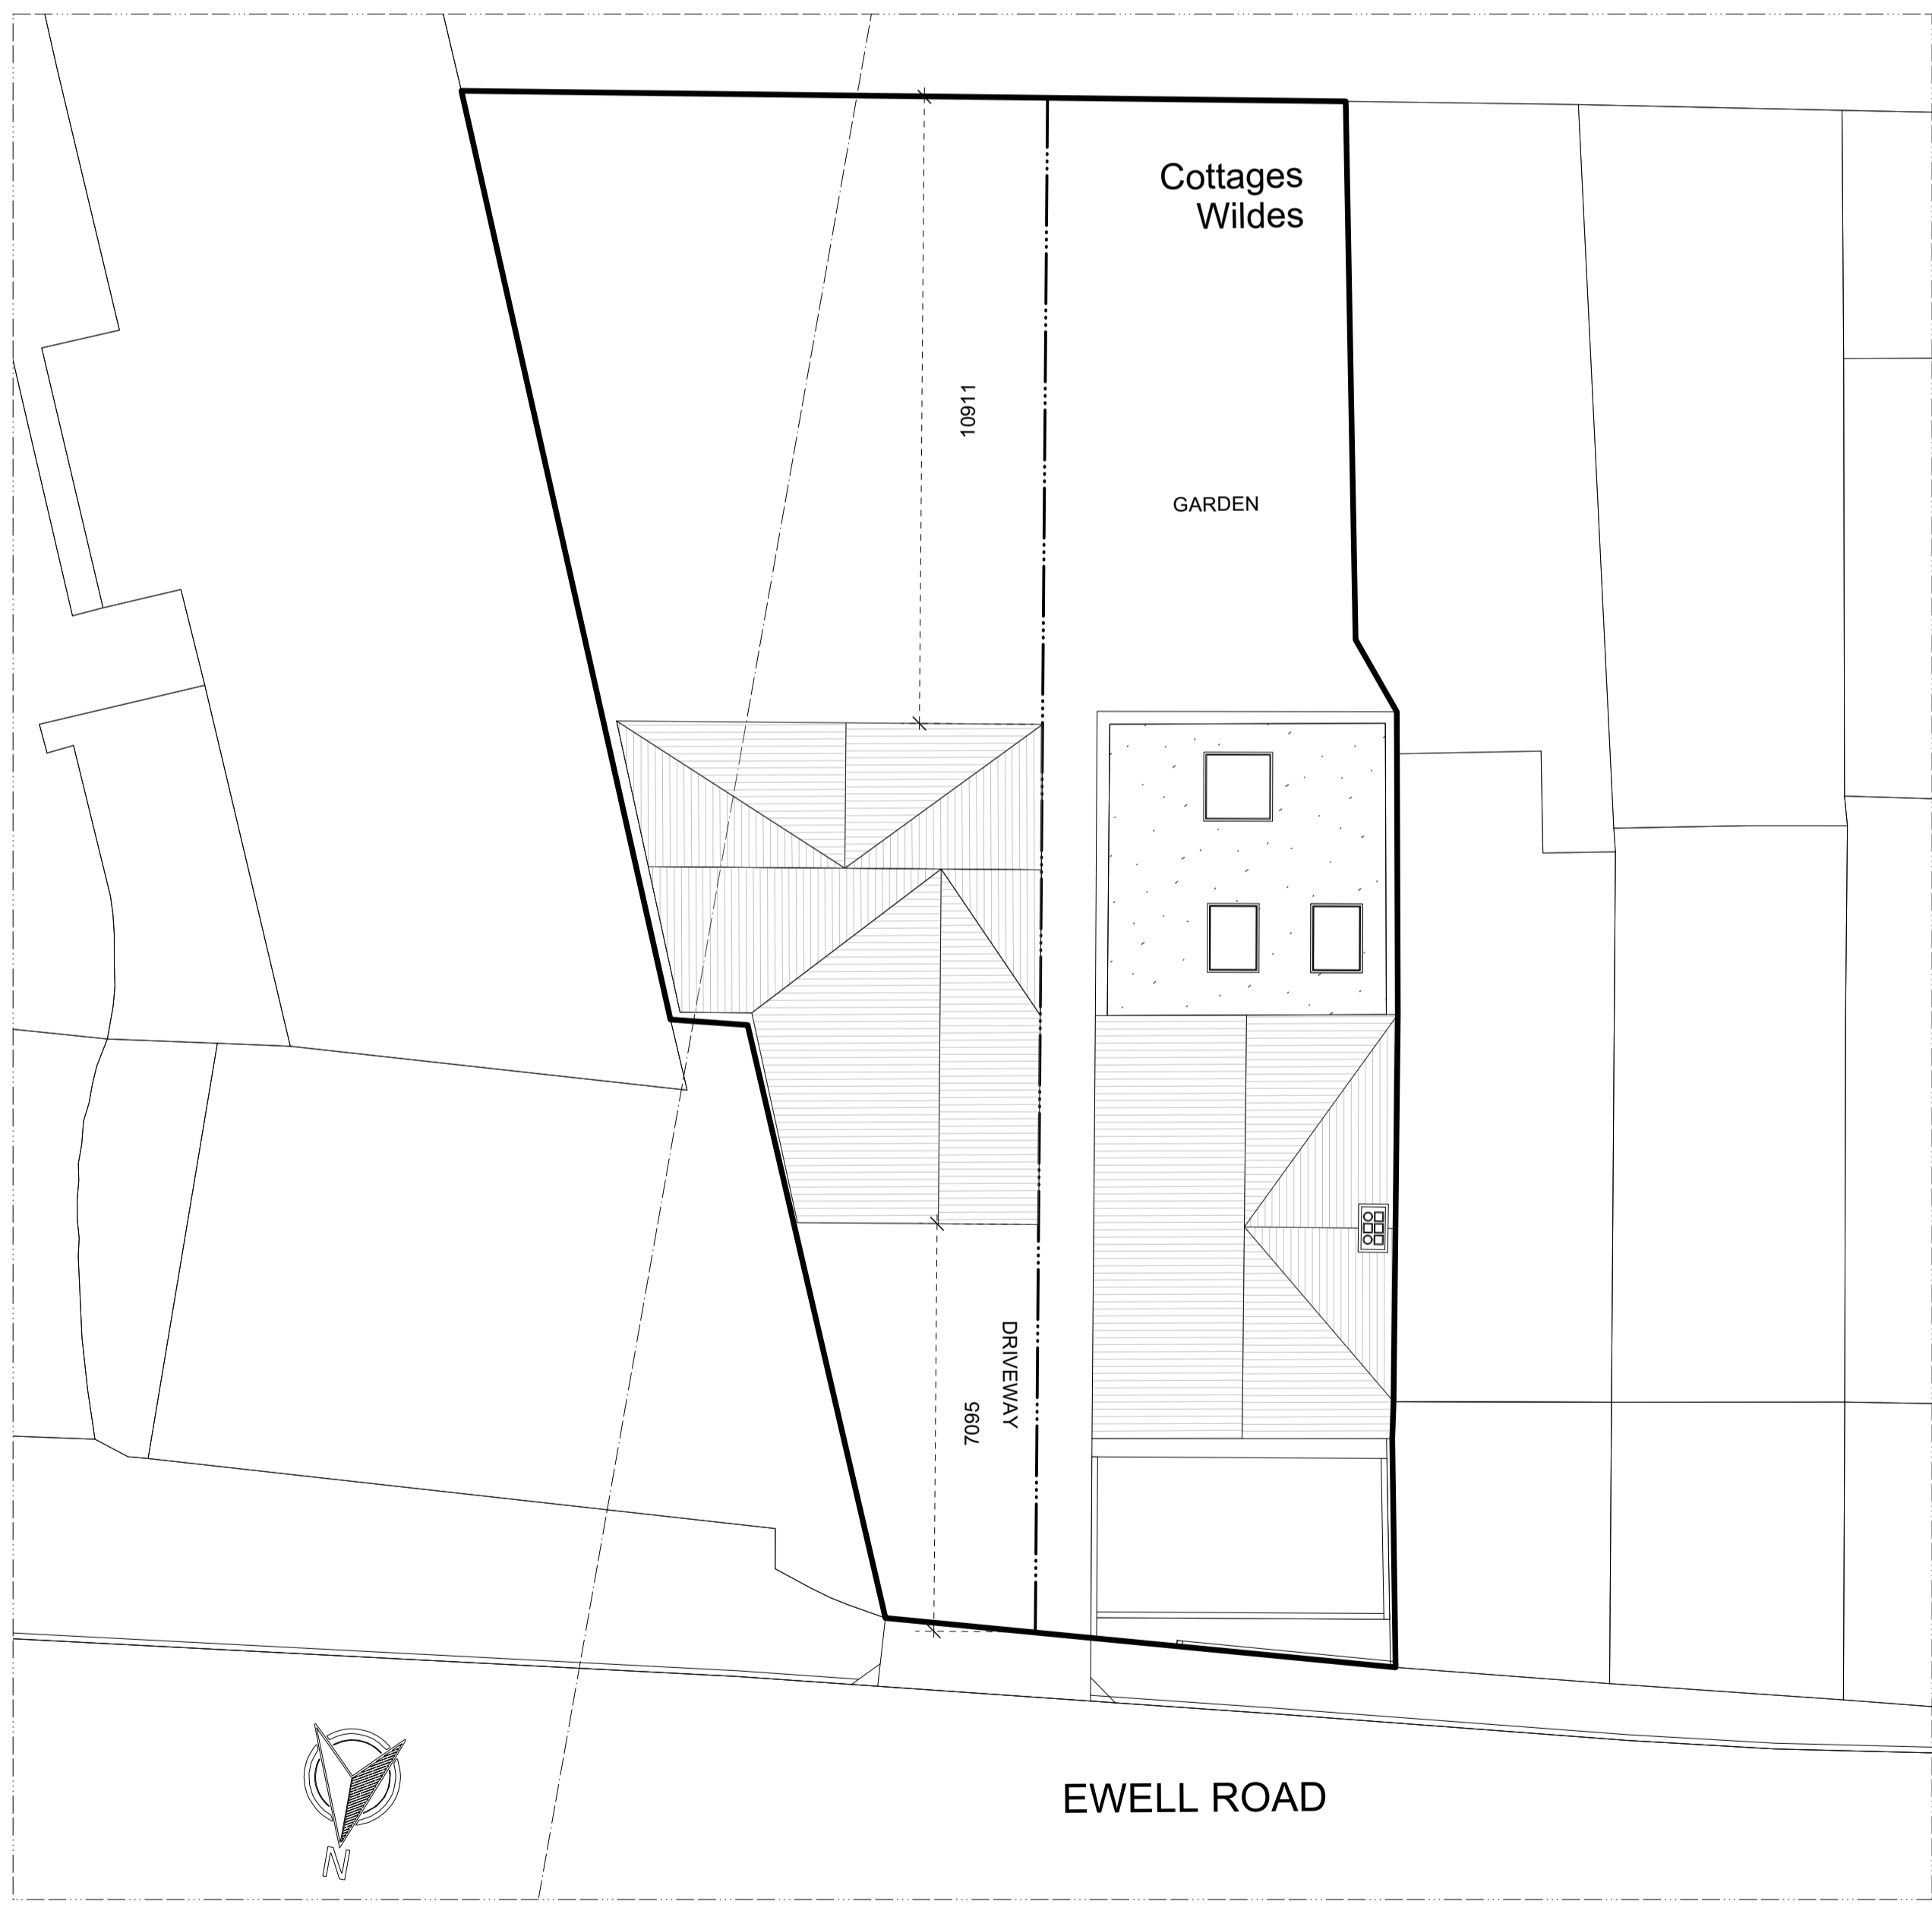 Cottages
Wildes
10911
GARDEN
DRIVEWAY
7095
EWELL ROAD
N